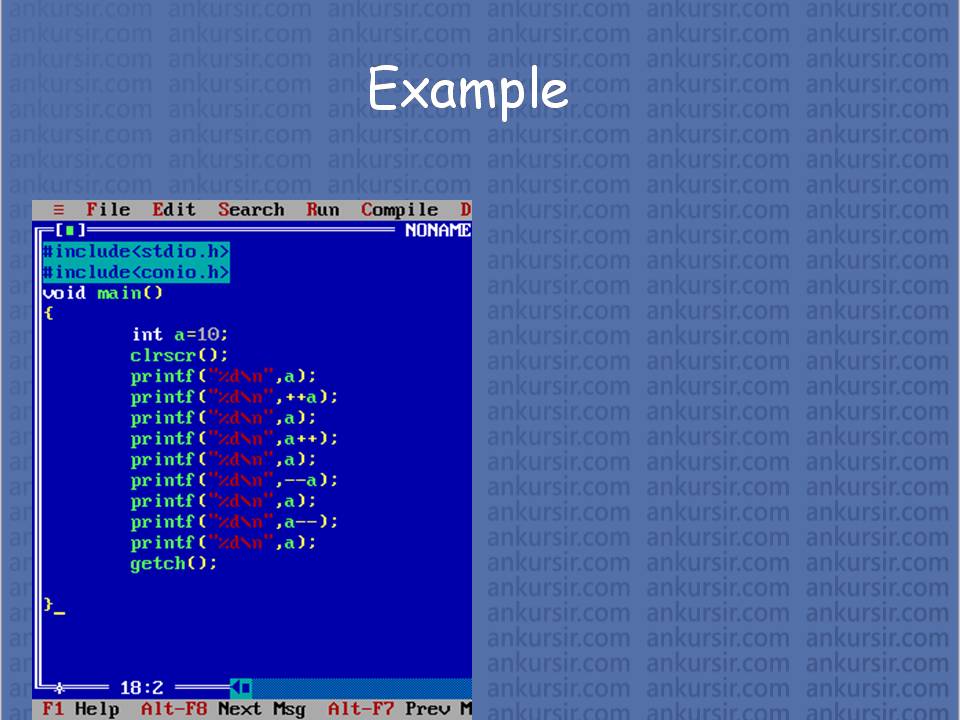 Example
≡ File Edit Search Run Compile D
[■] NONAME
#include<stdio.h>
#include<conio.h>
void main()
{
int a=10;
clrscr();
printf("%d\n",a);
printf("%d\n",++a);
printf("%d\n",a);
printf("%d\n",a++);
printf("%d\n",a);
printf("%d\n",--a);
printf("%d\n",a);
printf("%d\n",a--);
printf("%d\n",a);
getch();
}_
18:2
F1 Help Alt-F8 Next Msg Alt-F7 Prev M
ankursir.com